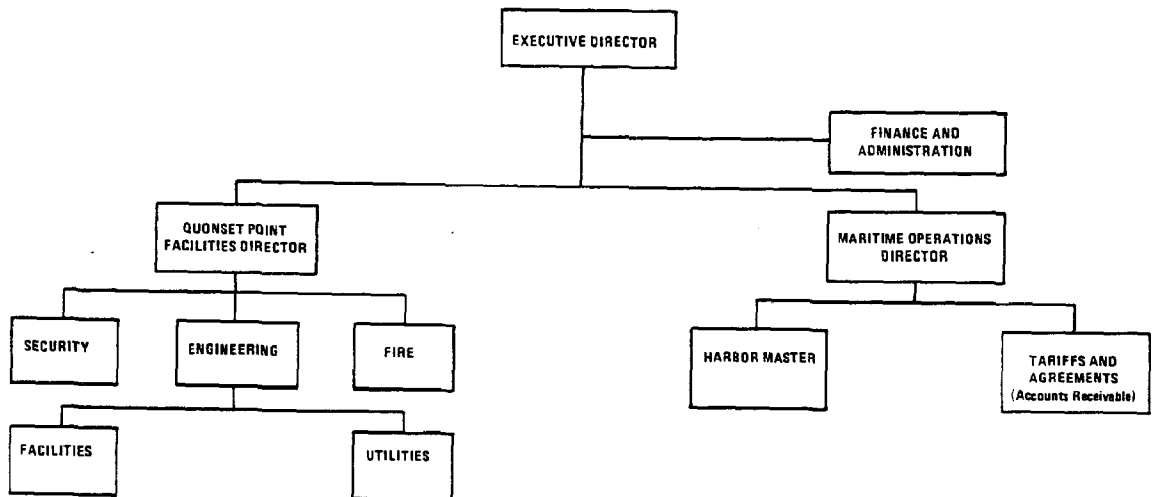 EXECUTIVE DIRECTOR
FINANCE AND
ADMINISTRATION
QUONSET POINT
FACILITIES DIRECTOR
MARITIME OPERATIONS
DIRECTOR
SECURITY
ENGINEERING
FIRE
HARBOR MASTER
TARIFFS AND
AGREEMENTS
(Accounts Receivable)
FACILITIES
UTILITIES